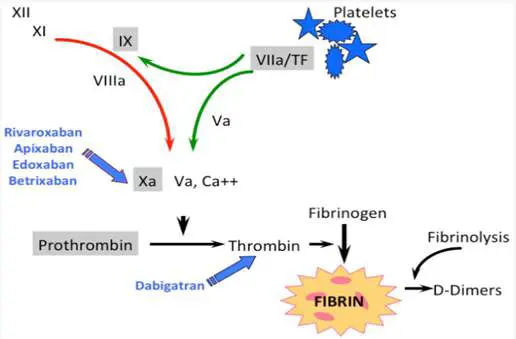 XII
XI
IX
VIIIa
VIIa/TF
Platelets
Va
Rivaroxaban
Apixaban
Edoxaban
Betrixaban
Xa
Va, Ca++
Prothrombin
Thrombin
Fibrinogen
Fibrinolysis
Dabigatran
FIBRIN
D-Dimers